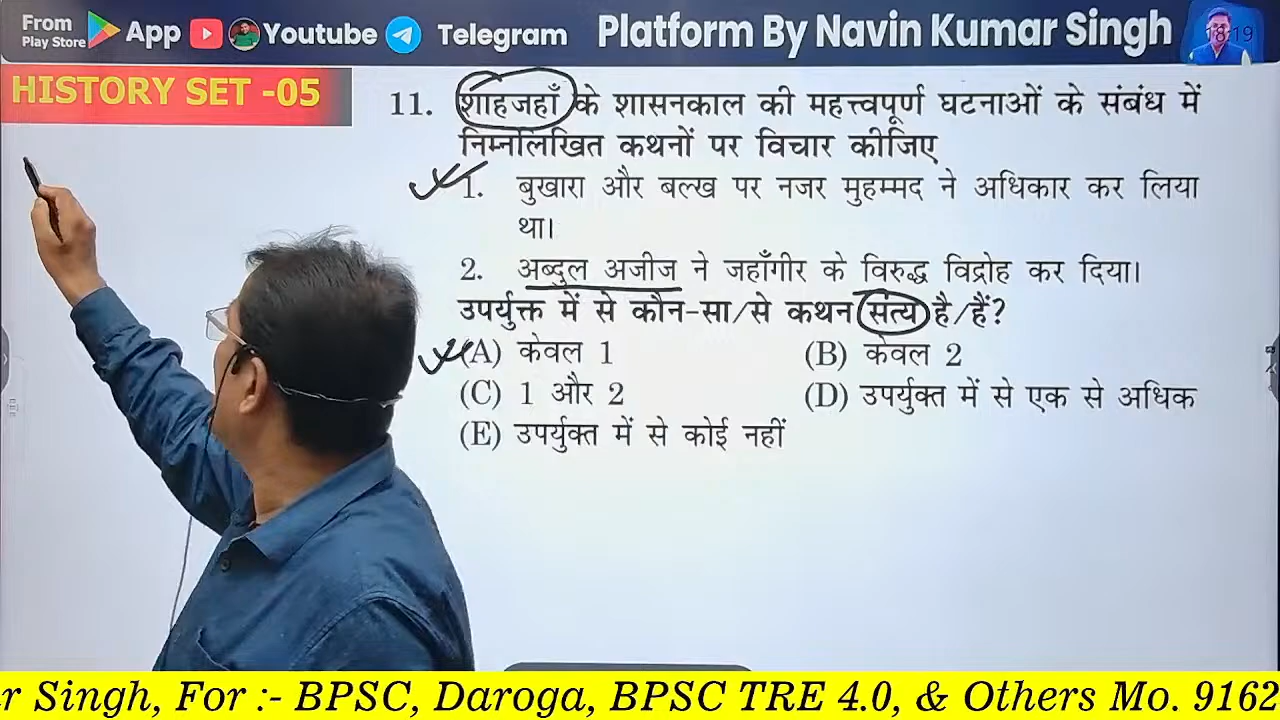 From
Play Store
App
Youtube
Telegram
Platform By Navin Kumar Singh
18:19
HISTORY SET -05
11. शाहजहाँ के शासनकाल की महत्त्वपूर्ण घटनाओं के संबंध में
निम्नलिखित कथनों पर विचार कीजिए
1. बुखारा और बल्ख पर नजर मुहम्मद ने अधिकार कर लिया
था।
2. अब्दुल अजीज ने जहाँगीर के विरुद्ध विद्रोह कर दिया।
उपर्युक्त में से कौन-सा/से कथन सत्य है/हैं?
(A) केवल 1 (B) केवल 2
(C) 1 और 2 (D) उपर्युक्त में से एक से अधिक
(E) उपर्युक्त में से कोई नहीं
r Singh, For :- BPSC, Daroga, BPSC TRE 4.0, & Others Mo. 9162